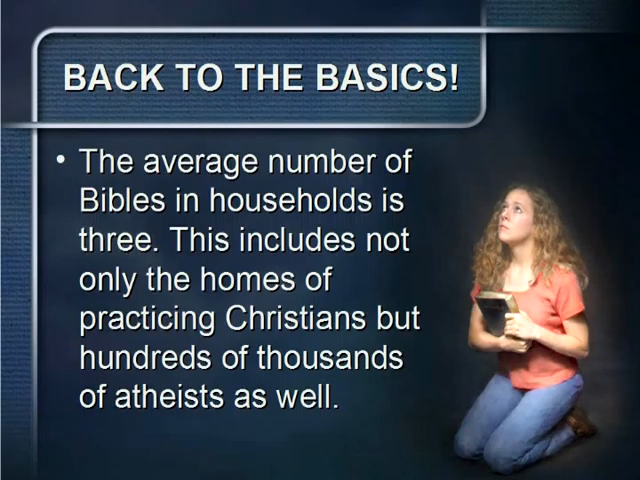 BACK TO THE BASICS!
• The average number of
Bibles in households is
three. This includes not
only the homes of
practicing Christians but
hundreds of thousands
of atheists as well.